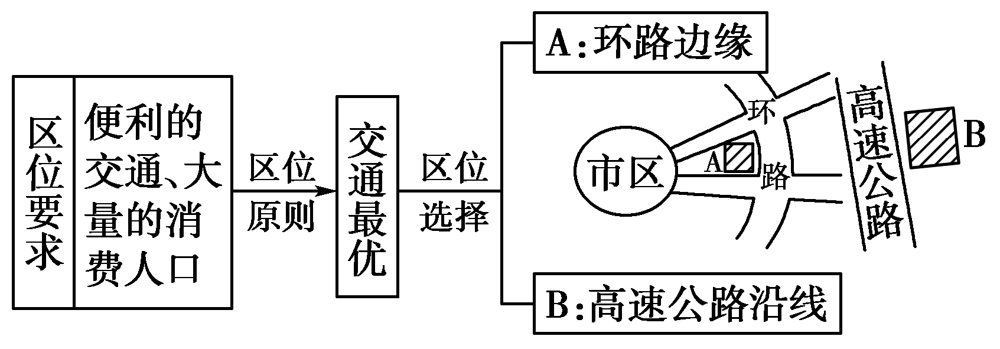 区位要求
便利的
交通、大
量的消
费人口
区位
原则
交通最优
区位
选择
A:环路边缘
环
路
A
市区
高速公路
B
B:高速公路沿线